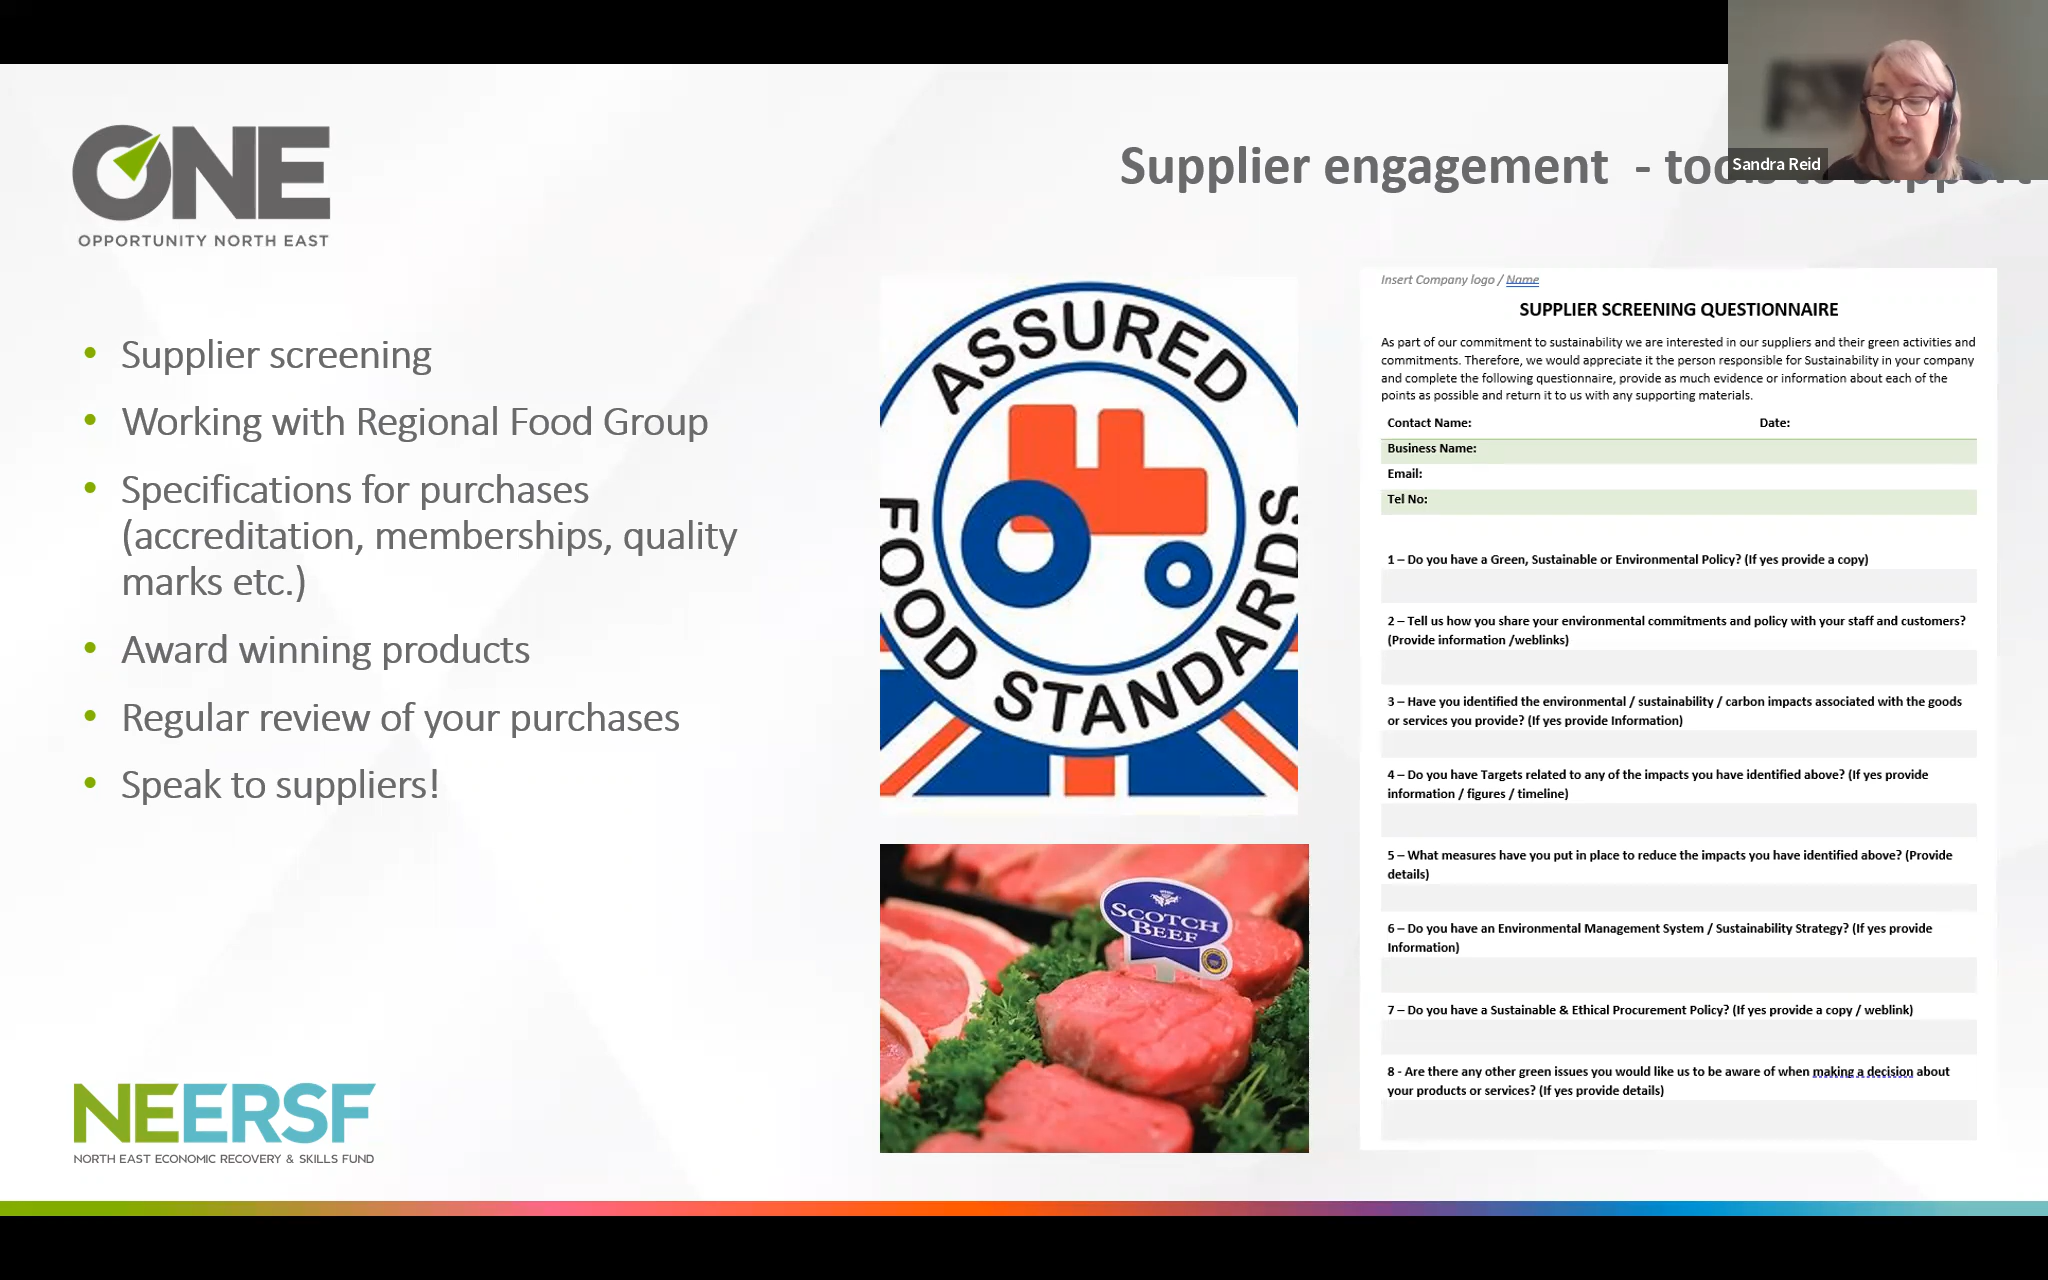 ONE
OPPORTUNITY NORTH EAST
Supplier engagement - tools to support
Sandra Reid
• Supplier screening
• Working with Regional Food Group
• Specifications for purchases
(accreditation, memberships, quality
marks etc.)
• Award winning products
• Regular review of your purchases
• Speak to suppliers!
ASSURED
FOOD STANDARDS
SCOTCH
BEEF
Insert Company logo / Name
SUPPLIER SCREENING QUESTIONNAIRE
As part of our commitment to sustainability we are interested in our suppliers and their green activities and
commitments. Therefore, we would appreciate it the person responsible for Sustainability in your company
and complete the following questionnaire, provide as much evidence or information about each of the
points as possible and return it to us with any supporting materials.
Contact Name: Date:
Business Name:
Email:
Tel No:
1 – Do you have a Green, Sustainable or Environmental Policy? (If yes provide a copy)
2 – Tell us how you share your environmental commitments and policy with your staff and customers?
(Provide information /weblinks)
3 – Have you identified the environmental / sustainability / carbon impacts associated with the goods
or services you provide? (If yes provide Information)
4 – Do you have Targets related to any of the impacts you have identified above? (If yes provide
information / figures / timeline)
5 – What measures have you put in place to reduce the impacts you have identified above? (Provide
details)
6 – Do you have an Environmental Management System / Sustainability Strategy? (If yes provide
Information)
7 – Do you have a Sustainable & Ethical Procurement Policy? (If yes provide a copy / weblink)
8 - Are there any other green issues you would like us to be aware of when making a decision about
your products or services? (If yes provide details)
NEERSF
NORTH EAST ECONOMIC RECOVERY & SKILLS FUND